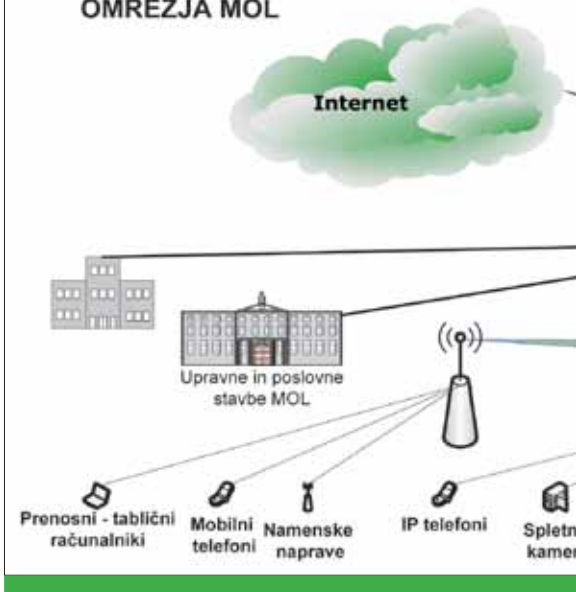 OMREŽJA MOL
Internet
Upravne in poslovne
stavbe MOL
Prenosni - tablični
računalniki
Mobilni
telefoni
Namenske
naprave
IP telefoni